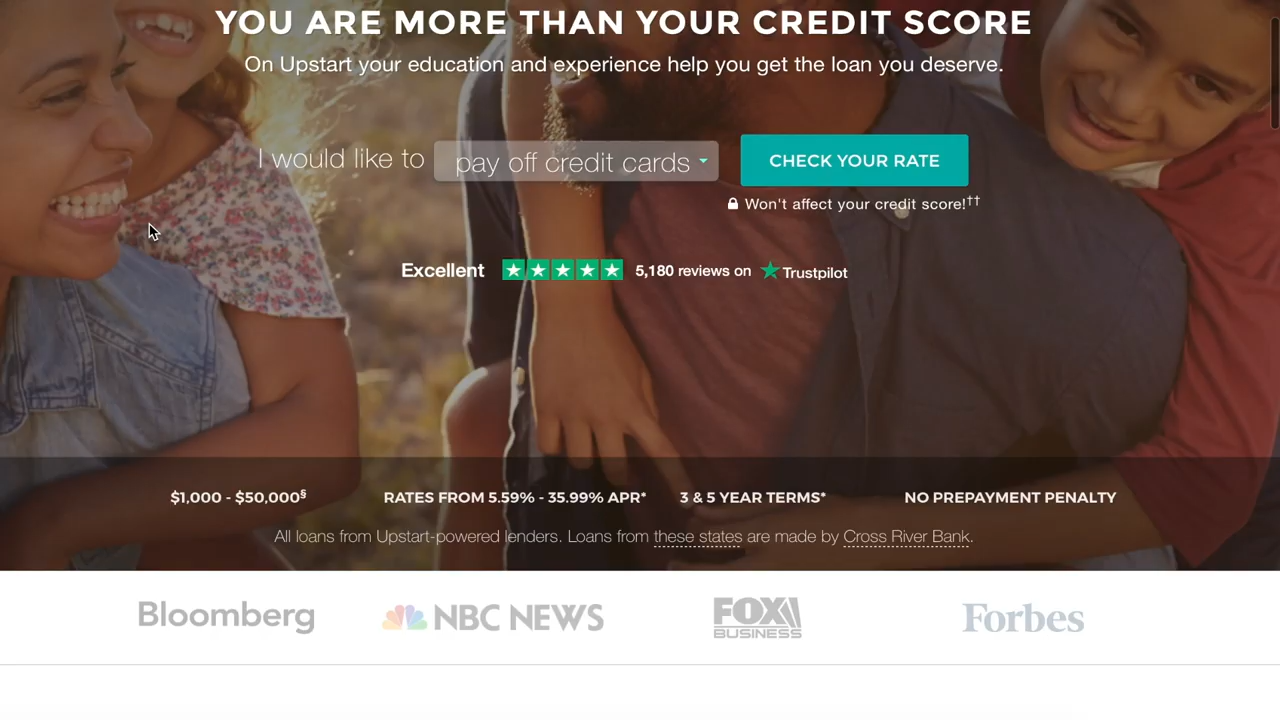 YOU ARE MORE THAN YOUR CREDIT SCORE
On Upstart your education and experience help you get the loan you deserve.
I would like to pay off credit cards CHECK YOUR RATE
Won't affect your credit score!††
Excellent 5,180 reviews on Trustpilot
$1,000 - $50,000§ RATES FROM 5.59% - 35.99% APR* 3 & 5 YEAR TERMS* NO PREPAYMENT PENALTY
All loans from Upstart-powered lenders. Loans from these states are made by Cross River Bank.
Bloomberg NBC NEWS FOX BUSINESS Forbes